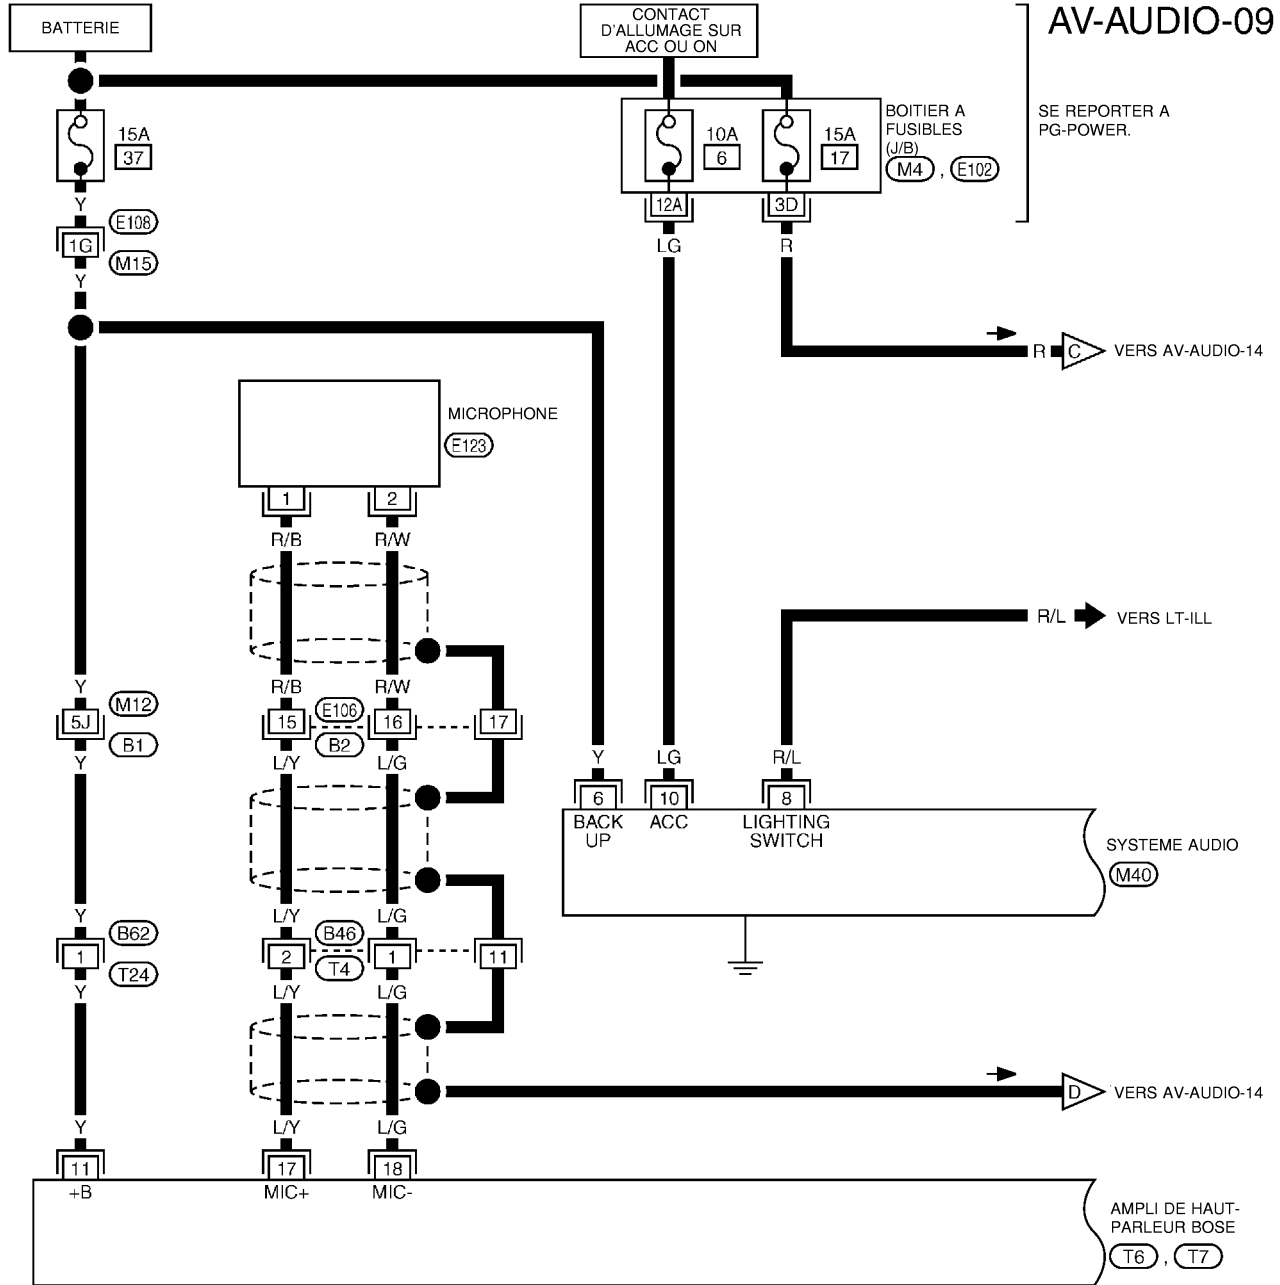 AV-AUDIO-09
BATTERIE
CONTACT
D'ALLUMAGE SUR
ACC OU ON
15A
37
10A
6
15A
17
BOITIER A
FUSIBLES
(J/B)
M4 , E102
SE REPORTER A
PG-POWER.
Y
E108
1G
M15
Y
12A
3D
LG
R
R C VERS AV-AUDIO-14
MICROPHONE
E123
1
2
R/B
R/W
R/L VERS LT-ILL
Y
R/B
R/W
M12
5J
B1
15
E106
B2
16
17
Y
L/Y
L/G
Y
LG
R/L
6
10
8
BACK
UP
ACC
LIGHTING
SWITCH
SYSTEME AUDIO
M40
Y
L/Y
L/G
B62
1
T24
2
B46
T4
1
11
Y
L/Y
L/G
D VERS AV-AUDIO-14
Y
L/Y
L/G
11
17
18
+B
MIC+
MIC-
AMPLI DE HAUT-
PARLEUR BOSE
T6 , T7